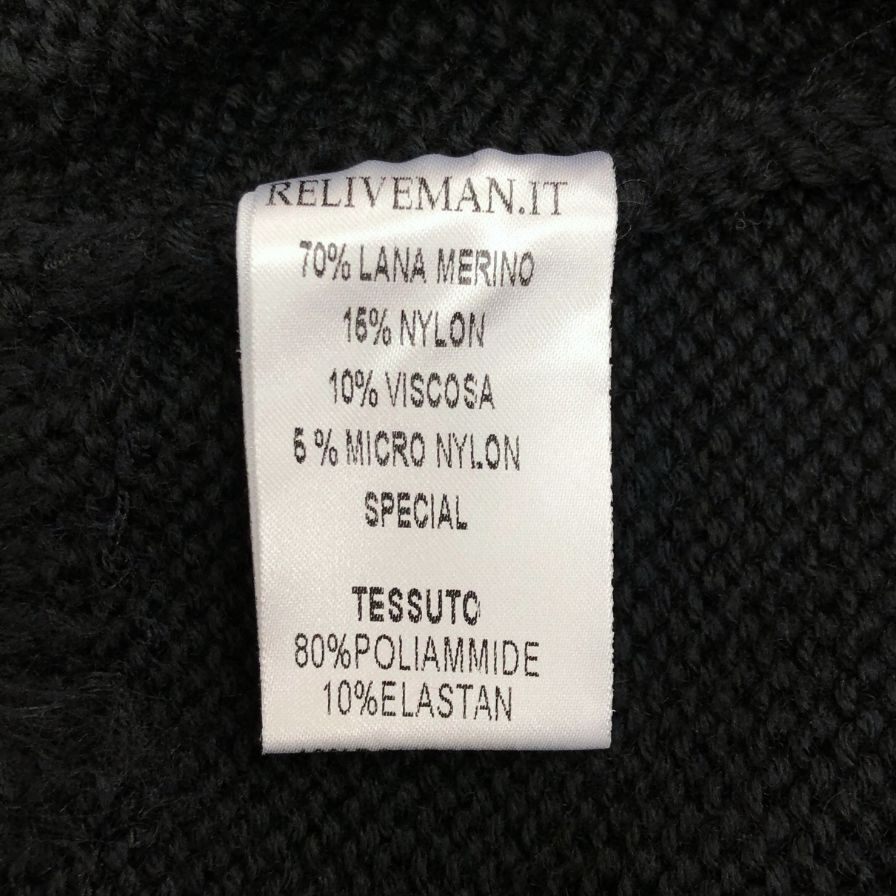 RELIVEMAN.IT
70% LANA MERINO
15% NYLON
10% VISCOSA
5 % MICRO NYLON
SPECIAL
TESSUTO
80%POLIAMMIDE
10%ELASTAN